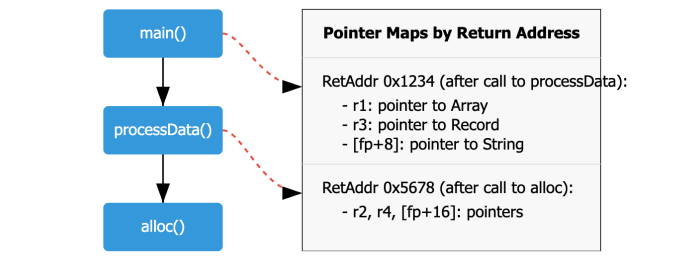 main()
processData()
alloc()
Pointer Maps by Return Address
RetAddr 0x1234 (after call to processData):
- r1: pointer to Array
- r3: pointer to Record
- [fp+8]: pointer to String
RetAddr 0x5678 (after call to alloc):
- r2, r4, [fp+16]: pointers